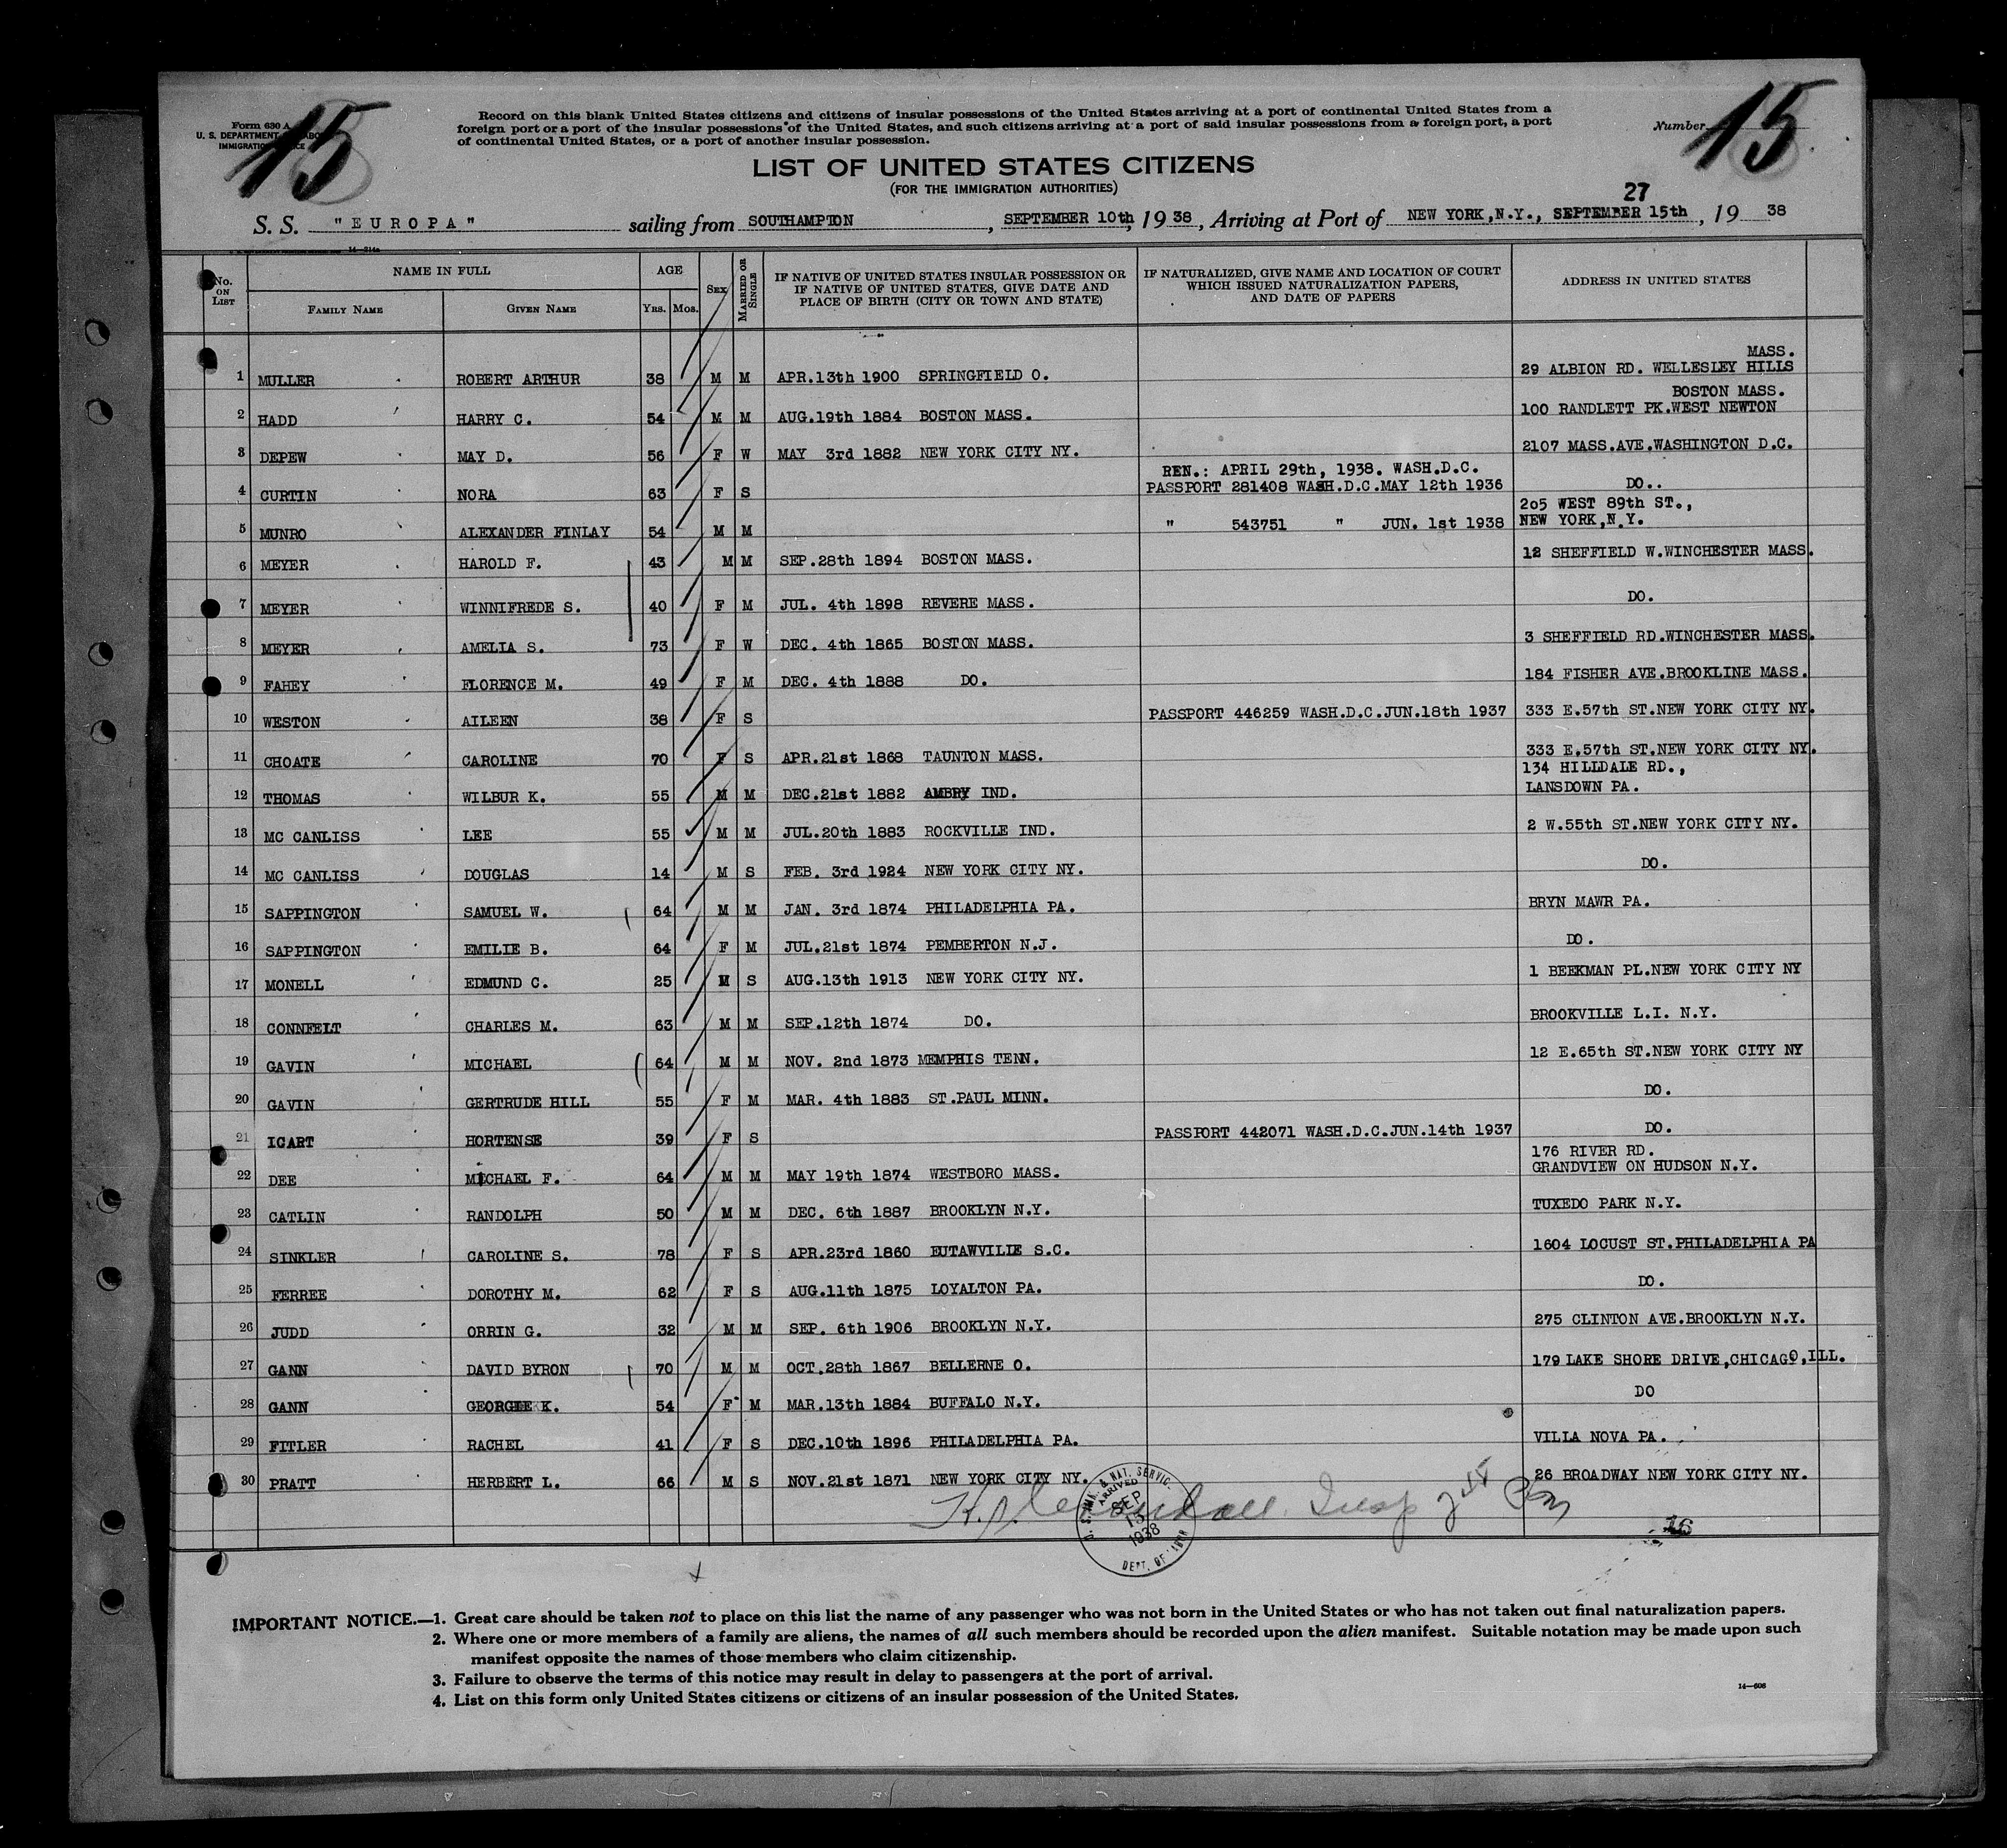 15 15
Form 630 A
U. S. DEPARTMENT OF LABOR
IMMIGRATION SERVICE
Number
Record on this blank United States citizens and citizens of insular possessions of the United States arriving at a port of continental United States from a
foreign port or a port of the insular possessions of the United States, and such citizens arriving at a port of said insular possessions from a foreign port, a port
of continental United States, or a port of another insular possession.
LIST OF UNITED STATES CITIZENS
(FOR THE IMMIGRATION AUTHORITIES)
27
S. S. "EUROPA" sailing from SOUTHAMPTON, SEPTEMBER 10th, 1938, Arriving at Port of NEW YORK,N.Y., SEPTEMBER 15th, 1938
No. ON LIST NAME IN FULL AGE SEX MARRIED OR SINGLE IF NATIVE OF UNITED STATES INSULAR POSSESSION OR IF NATIVE OF UNITED STATES, GIVE DATE AND PLACE OF BIRTH (CITY OR TOWN AND STATE) IF NATURALIZED, GIVE NAME AND LOCATION OF COURT WHICH ISSUED NATURALIZATION PAPERS, AND DATE OF PAPERS ADDRESS IN UNITED STATES
FAMILY NAME GIVEN NAME YRS. MOS.
MASS.
1 MULLER ROBERT ARTHUR 38 M M APR.13th 1900 SPRINGFIELD O. 29 ALBION RD. WELLESLEY HILLS
BOSTON MASS.
2 HADD HARRY C. 54 M M AUG.19th 1884 BOSTON MASS. 100 RANDLETT PK.WEST NEWTON
3 DEPEW MAY D. 56 F W MAY 3rd 1882 NEW YORK CITY NY. 2107 MASS.AVE.WASHINGTON D.C.
REN.: APRIL 29th, 1938. WASH.D.C.
4 CURTIN NORA 63 F S PASSPORT 281408 WASH.D.C.MAY 12th 1936 DO..
205 WEST 89th ST.,
5 MUNRO ALEXANDER FINLAY 54 M M " 543751 " JUN. 1st 1938 NEW YORK,N.Y.
6 MEYER HAROLD F. 43 M M SEP.28th 1894 BOSTON MASS. 12 SHEFFIELD W.WINCHESTER MASS.
7 MEYER WINNIFREDE S. 40 F M JUL. 4th 1898 REVERE MASS. DO.
8 MEYER AMELIA S. 73 F W DEC. 4th 1865 BOSTON MASS. 3 SHEFFIELD RD.WINCHESTER MASS.
9 FAHEY FLORENCE M. 49 F M DEC. 4th 1888 DO. 184 FISHER AVE.BROOKLINE MASS.
10 WESTON AILEEN 38 F S PASSPORT 446259 WASH.D.C.JUN.18th 1937 333 E.57th ST.NEW YORK CITY NY.
11 CHOATE CAROLINE 70 F S APR.21st 1868 TAUNTON MASS. 333 E.57th ST.NEW YORK CITY NY.
134 HILLDALE RD.,
12 THOMAS WILBUR K. 55 M M DEC.21st 1882 AMBRY IND. LANSDOWN PA.
13 MC CANLISS LEE 55 M M JUL.20th 1883 ROCKVILLE IND. 2 W.55th ST.NEW YORK CITY NY.
14 MC CANLISS DOUGLAS 14 M S FEB. 3rd 1924 NEW YORK CITY NY. DO.
15 SAPPINGTON SAMUEL W. 64 M M JAN. 3rd 1874 PHILADELPHIA PA. BRYN MAWR PA.
16 SAPPINGTON EMILIE B. 64 F M JUL.21st 1874 PEMBERTON N.J. DO.
17 MONELL EDMUND C. 25 M S AUG.13th 1913 NEW YORK CITY NY. 1 BEEKMAN PL.NEW YORK CITY NY
18 CONNFELT CHARLES M. 63 M M SEP.12th 1874 DO. BROOKVILLE L.I. N.Y.
19 GAVIN MICHAEL 64 M M NOV. 2nd 1873 MEMPHIS TENN. 12 E.65th ST.NEW YORK CITY NY
20 GAVIN GERTRUDE HILL 55 F M MAR. 4th 1883 ST.PAUL MINN. DO.
21 ICART HORTENSE 39 F S PASSPORT 442071 WASH.D.C.JUN.14th 1937 DO.
176 RIVER RD.
22 DEE MICHAEL F. 64 M M MAY 19th 1874 WESTBORO MASS. GRANDVIEW ON HUDSON N.Y.
23 CATLIN RANDOLPH 50 M M DEC. 6th 1887 BROOKLYN N.Y. TUXEDO PARK N.Y.
24 SINKLER CAROLINE S. 78 F S APR.23rd 1860 EUTAWVILLE S.C. 1604 LOCUST ST.PHILADELPHIA PA
25 FERREE DOROTHY M. 62 F S AUG.11th 1875 LOYALTON PA. DO.
26 JUDD ORRIN G. 32 M M SEP. 6th 1906 BROOKLYN N.Y. 275 CLINTON AVE.BROOKLYN N.Y.
27 GANN DAVID BYRON 70 M M OCT.28th 1867 BELLERNE O. 179 LAKE SHORE DRIVE,CHICAGO,ILL.
28 GANN GEORGIE K. 54 F M MAR.13th 1884 BUFFALO N.Y. DO
29 FITLER RACHEL 41 F S DEC.10th 1896 PHILADELPHIA PA. VILLA NOVA PA.
30 PRATT HERBERT L. 66 M S NOV.21st 1871 NEW YORK CITY NY. 26 BROADWAY NEW YORK CITY NY.
ARRIVED
SEP
15
1938
DEPT. OF LABOR
Insp
16
IMPORTANT NOTICE.—1. Great care should be taken not to place on this list the name of any passenger who was not born in the United States or who has not taken out final naturalization papers.
2. Where one or more members of a family are aliens, the names of all such members should be recorded upon the alien manifest. Suitable notation may be made upon such
manifest opposite the names of those members who claim citizenship.
3. Failure to observe the terms of this notice may result in delay to passengers at the port of arrival.
4. List on this form only United States citizens or citizens of an insular possession of the United States.
14—606